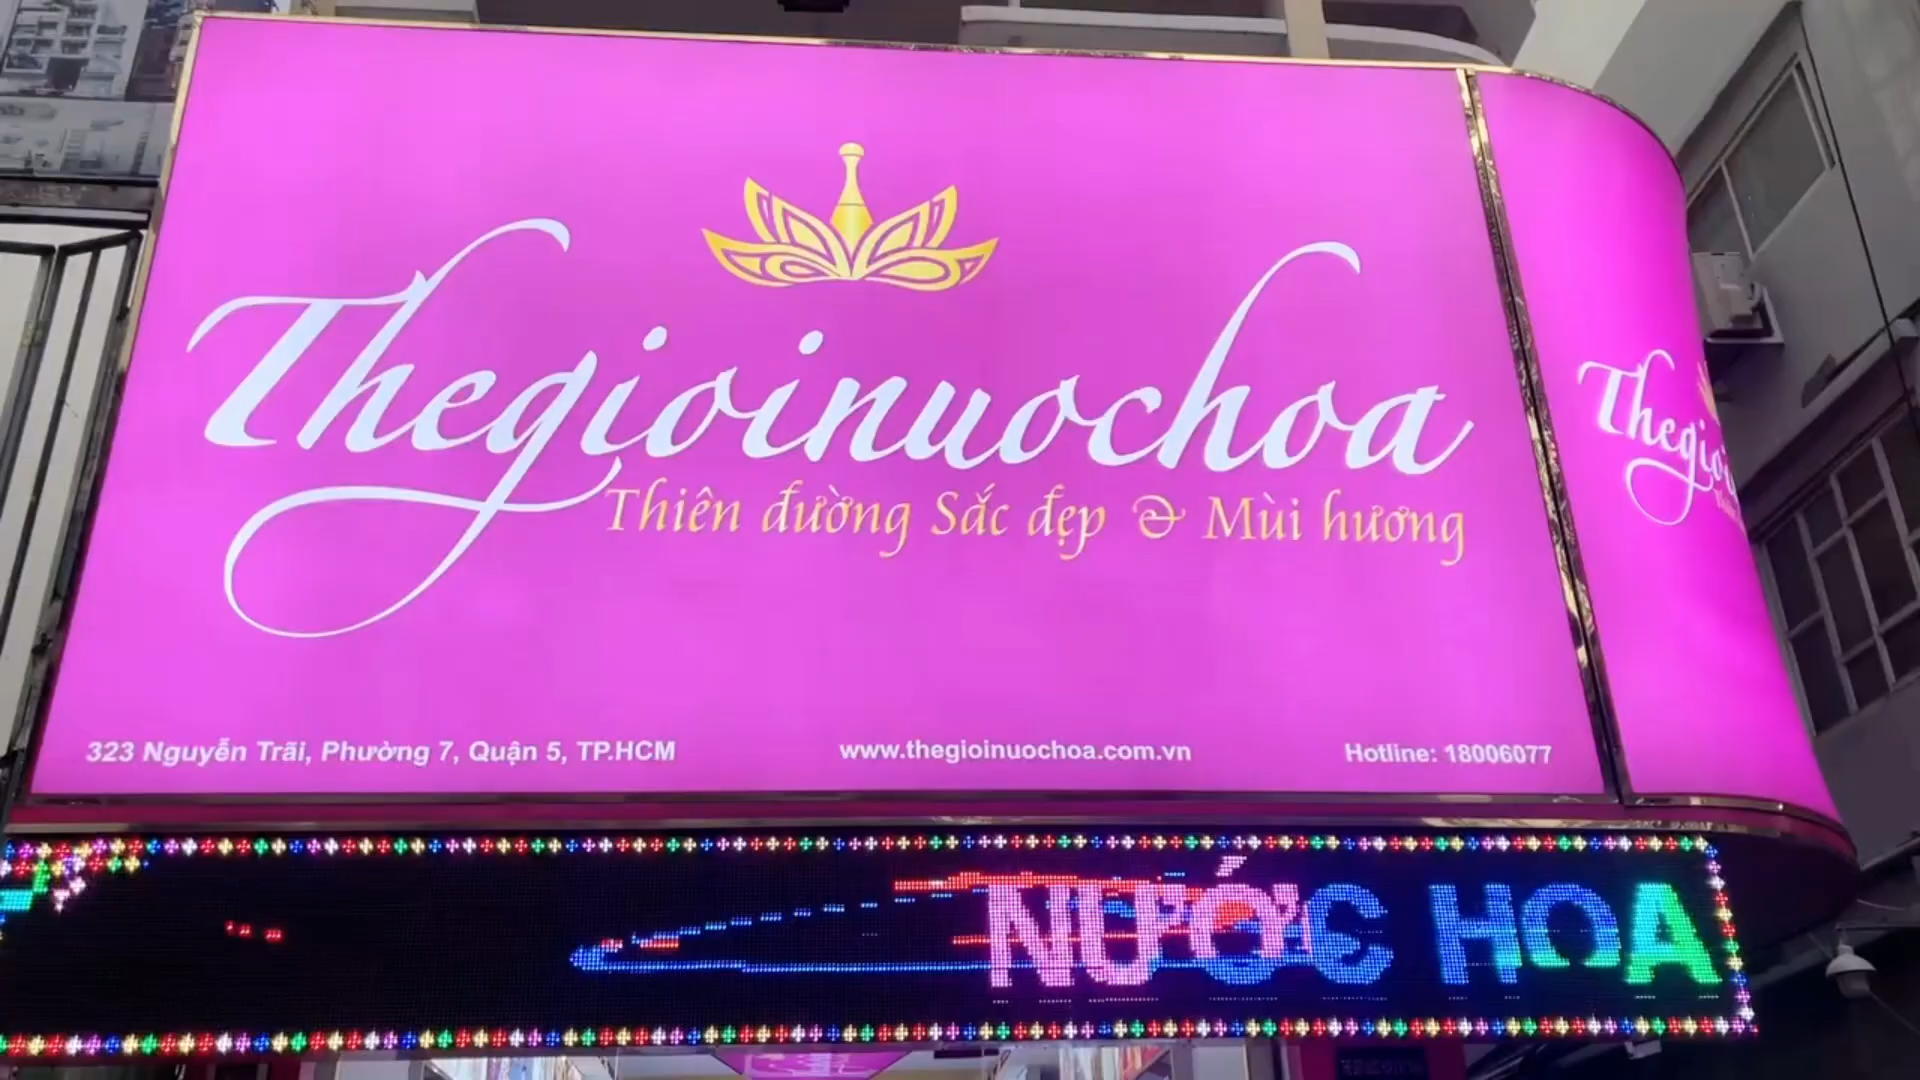 Thegioinuochoa
Thiên đường Sắc đẹp & Mùi hương
323 Nguyễn Trãi, Phường 7, Quận 5, TP.HCM
www.thegioinuochoa.com.vn
Hotline: 18006077
NƯỚC HOA